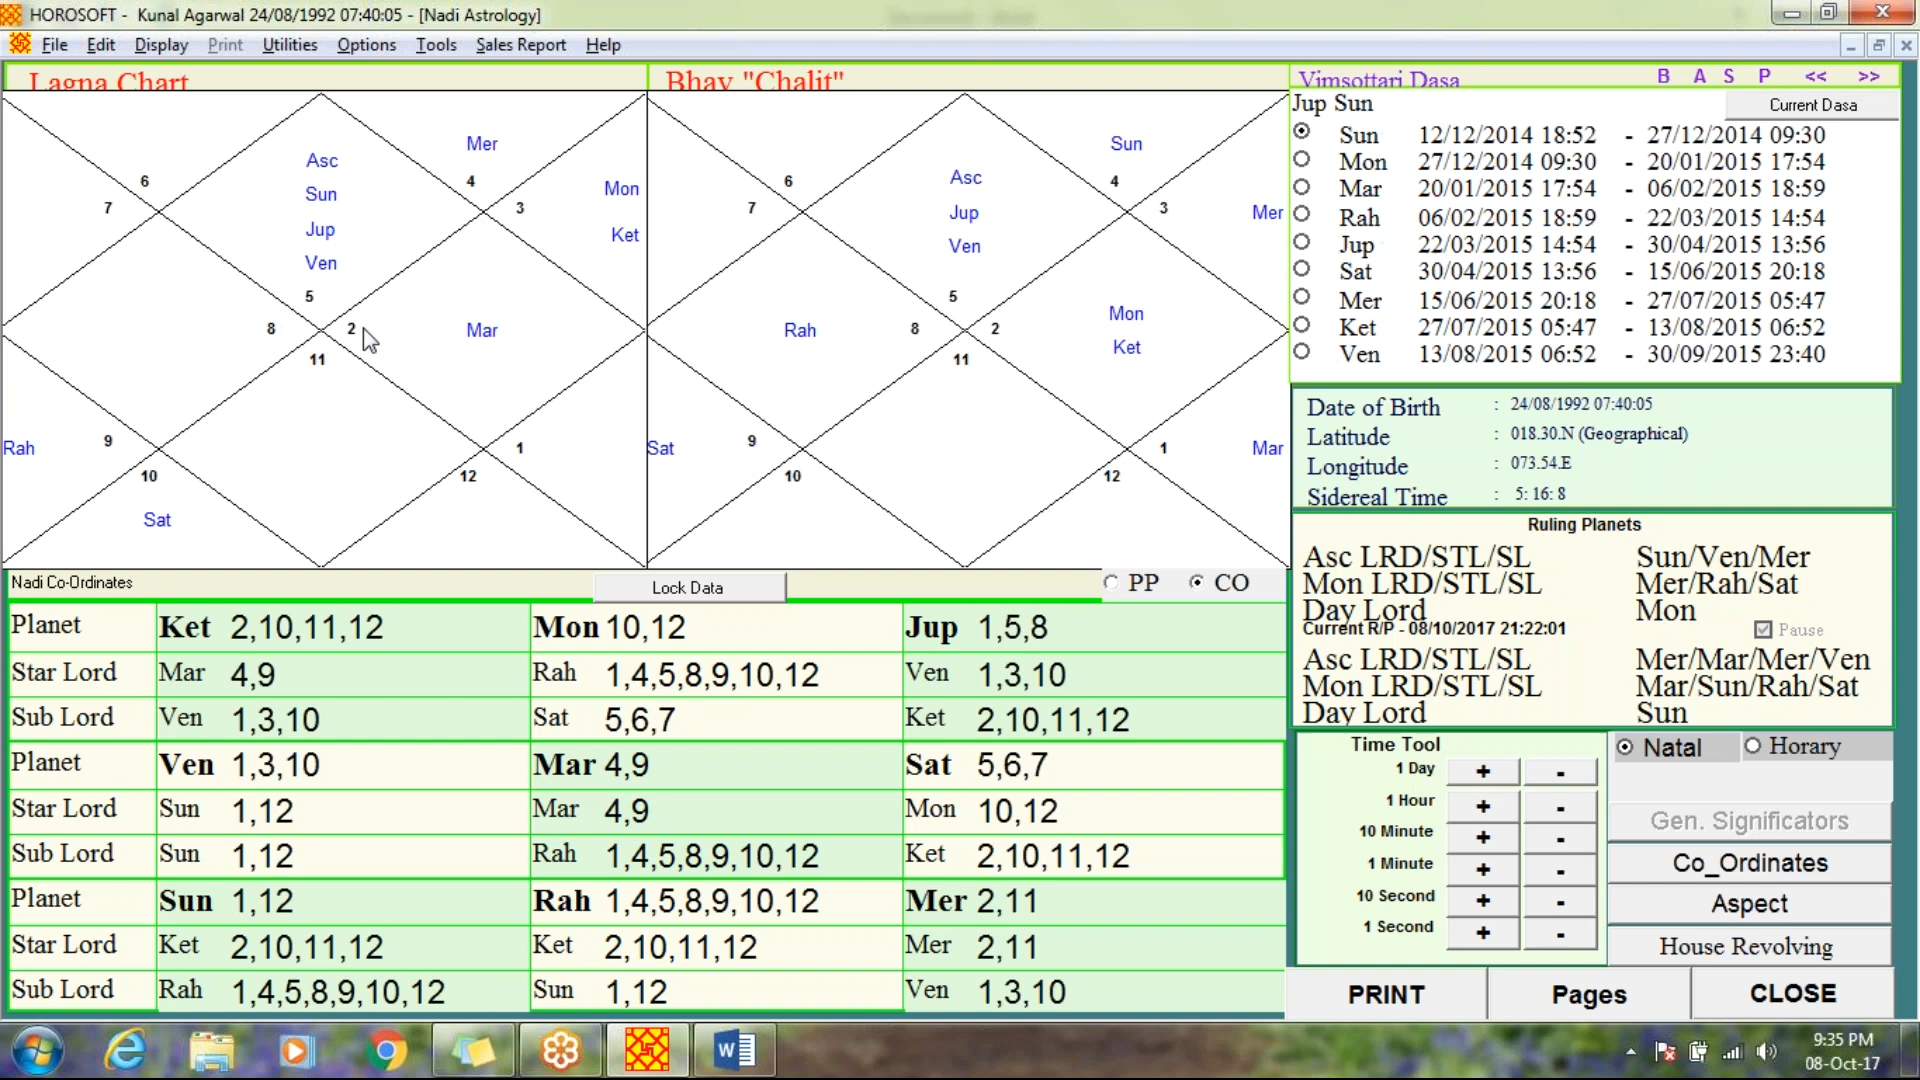 HOROSOFT - Kunal Agarwal 24/08/1992 07:40:05 - [Nadi Astrology]
File Edit Display Print Utilities Options Tools Sales Report Help
Lagna Chart
6
7
Asc
Sun
Jup
Ven
5
Mer
4
3
Mon
Ket
8
2
11
Mar
Rah
9
10
Sat
12
1
Bhav "Chalit"
6
7
Asc
Jup
Ven
5
Sun
4
3
Mer
Rah
8
2
11
Mon
Ket
Sat
9
10
12
1
Mar
Vimsottari Dasa B A S P << >>
Jup Sun Current Dasa
Sun 12/12/2014 18:52 - 27/12/2014 09:30
Mon 27/12/2014 09:30 - 20/01/2015 17:54
Mar 20/01/2015 17:54 - 06/02/2015 18:59
Rah 06/02/2015 18:59 - 22/03/2015 14:54
Jup 22/03/2015 14:54 - 30/04/2015 13:56
Sat 30/04/2015 13:56 - 15/06/2015 20:18
Mer 15/06/2015 20:18 - 27/07/2015 05:47
Ket 27/07/2015 05:47 - 13/08/2015 06:52
Ven 13/08/2015 06:52 - 30/09/2015 23:40
Date of Birth : 24/08/1992 07:40:05
Latitude : 018.30.N (Geographical)
Longitude : 073.54.E
Sidereal Time : 5: 16: 8
Ruling Planets
Asc LRD/STL/SL Sun/Ven/Mer
Mon LRD/STL/SL Mer/Rah/Sat
Day Lord Mon
Current R/P - 08/10/2017 21:22:01 Pause
Asc LRD/STL/SL Mer/Mar/Mer/Ven
Mon LRD/STL/SL Mar/Sun/Rah/Sat
Day Lord Sun
Nadi Co-Ordinates Lock Data PP CO
Planet Ket 2,10,11,12 Mon 10,12 Jup 1,5,8
Star Lord Mar 4,9 Rah 1,4,5,8,9,10,12 Ven 1,3,10
Sub Lord Ven 1,3,10 Sat 5,6,7 Ket 2,10,11,12
Planet Ven 1,3,10 Mar 4,9 Sat 5,6,7
Star Lord Sun 1,12 Mar 4,9 Mon 10,12
Sub Lord Sun 1,12 Rah 1,4,5,8,9,10,12 Ket 2,10,11,12
Planet Sun 1,12 Rah 1,4,5,8,9,10,12 Mer 2,11
Star Lord Ket 2,10,11,12 Ket 2,10,11,12 Mer 2,11
Sub Lord Rah 1,4,5,8,9,10,12 Sun 1,12 Ven 1,3,10
Time Tool
1 Day + -
1 Hour + -
10 Minute + -
1 Minute + -
10 Second + -
1 Second + -
Natal Horary
Gen. Significators
Co_Ordinates
Aspect
House Revolving
PRINT Pages CLOSE
9:35 PM
08-Oct-17